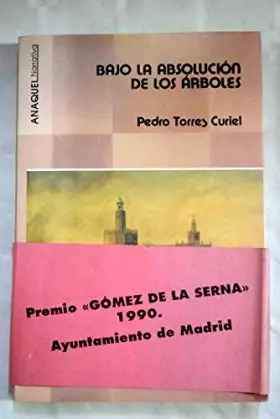 ANAQUEL Narrativa
BAJO LA ABSOLUCIÓN
DE LOS ÁRBOLES
Pedro Torres Curiel
Premio «GÓMEZ DE LA SERNA»
1990.
Ayuntamiento de Madrid